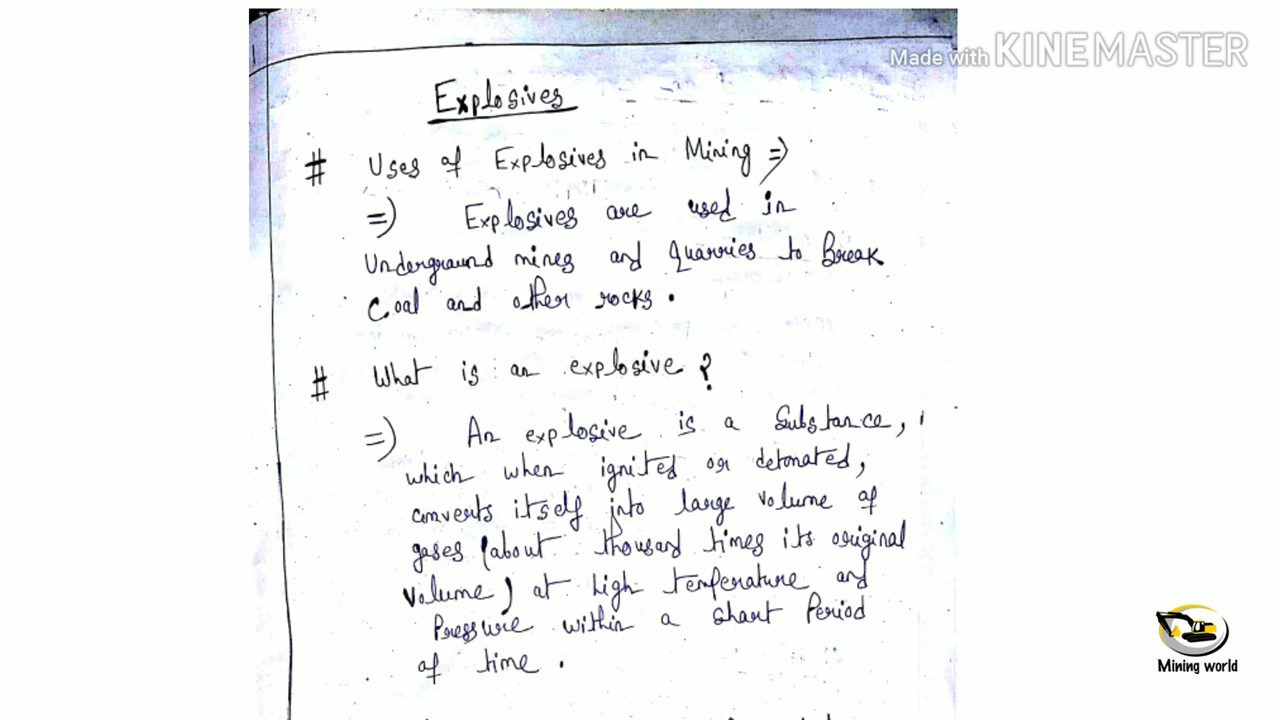 Made with KINEMASTER
Explosives
# Uses of Explosives in Mining =>
=> Explosives are used in
Underground mines and quarries to Break
Coal and other rocks.
# What is an explosive?
=> An explosive is a Substance,
which when ignited or detonated,
converts itself into large volume of
gases (about thousand times its original
volume) at high temperature and
Pressure within a short Period
of time.
Mining world